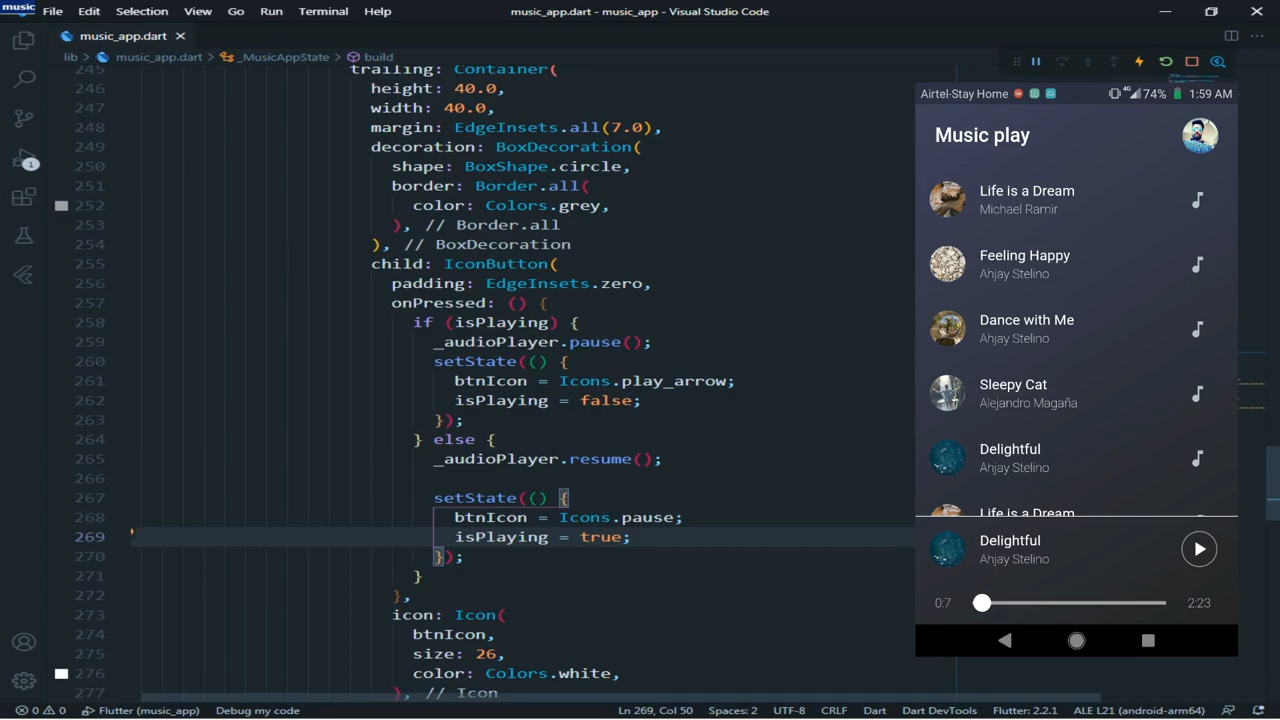 music
File Edit Selection View Go Run Terminal Help
music_app.dart - music_app - Visual Studio Code
music_app.dart
lib > music_app.dart > _MusicAppState > build
1
245 trailing: Container(
246 height: 40.0,
247 width: 40.0,
248 margin: EdgeInsets.all(7.0),
249 decoration: BoxDecoration(
250 shape: BoxShape.circle,
251 border: Border.all(
252 color: Colors.grey,
253 ), // Border.all
254 ), // BoxDecoration
255 child: IconButton(
256 padding: EdgeInsets.zero,
257 onPressed: () {
258 if (isPlaying) {
259 _audioPlayer.pause();
260 setState(() {
261 btnIcon = Icons.play_arrow;
262 isPlaying = false;
263 });
264 } else {
265 _audioPlayer.resume();
266
267 setState(() {
268 btnIcon = Icons.pause;
269 isPlaying = true;
270 });
271 }
272 },
273 icon: Icon(
274 btnIcon,
275 size: 26,
276 color: Colors.white,
277 ), // Icon
Airtel-Stay Home 4G 74% 1:59 AM
Music play
Life is a Dream
Michael Ramir
Feeling Happy
Ahjay Stelino
Dance with Me
Ahjay Stelino
Sleepy Cat
Alejandro Magaña
Delightful
Ahjay Stelino
Life is a Dream
Delightful
Ahjay Stelino
0:7 2:23
0 0 Flutter (music_app) Debug my code Ln 269, Col 50 Spaces: 2 UTF-8 CRLF Dart Dart DevTools Flutter: 2.2.1 ALE L21 (android-arm64)